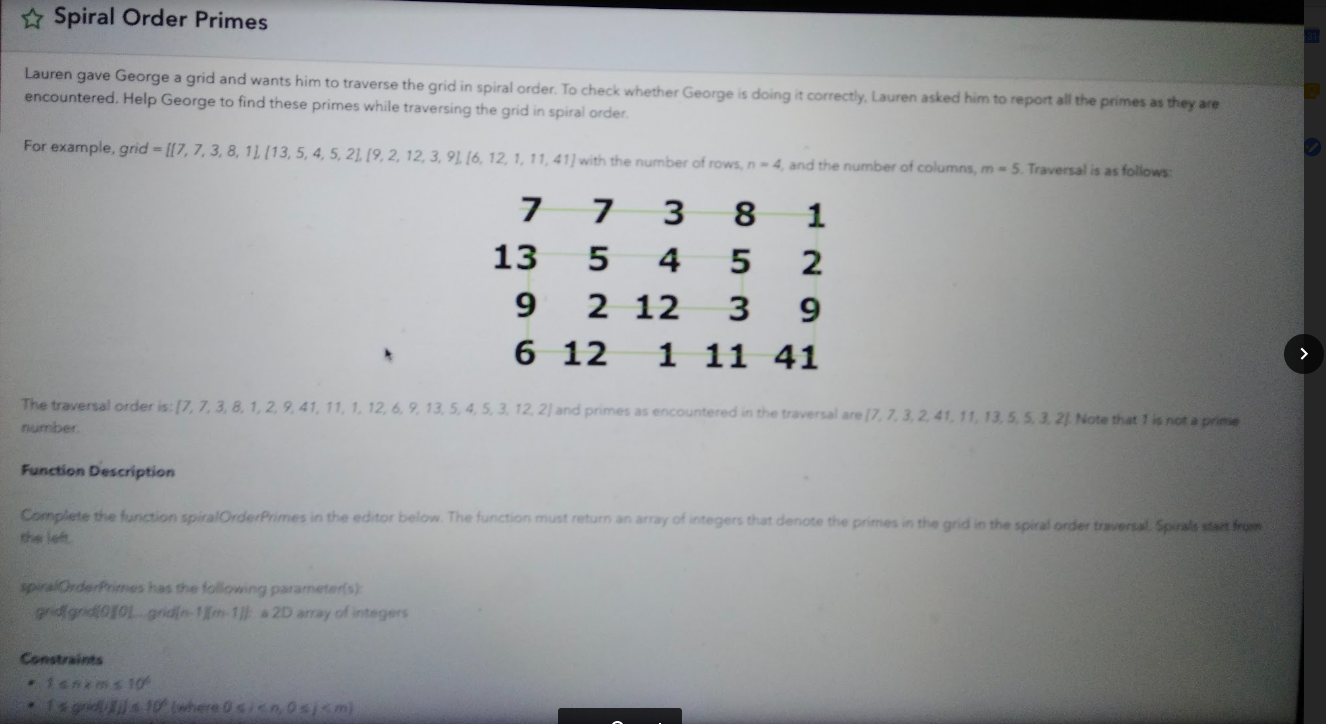 Spiral Order Primes
Lauren gave George a grid and wants him to traverse the grid in spiral order. To check whether George is doing it correctly, Lauren asked him to report all the primes as they are
encountered. Help George to find these primes while traversing the grid in spiral order.
For example, grid = [[7, 7, 3, 8, 1], [13, 5, 4, 5, 2], [9, 2, 12, 3, 9], [6, 12, 1, 11, 41] with the number of rows, n = 4, and the number of columns, m = 5. Traversal is as follows:
7 7 3 8 1
13 5 4 5 2
9 2 12 3 9
6 12 1 11 41
The traversal order is: [7, 7, 3, 8, 1, 2, 9, 41, 11, 1, 12, 6, 9, 13, 5, 4, 5, 3, 12, 2] and primes as encountered in the traversal are [7, 7, 3, 2, 41, 11, 13, 5, 5, 3, 2]. Note that 1 is not a prime
number.
Function Description
Complete the function spiralOrderPrimes in the editor below. The function must return an array of integers that denote the primes in the grid in the spiral order traversal. Spirals start from
the left.
spiralOrderPrimes has the following parameter(s):
grid[grid[0][0],...grid[n-1][m-1]]: a 2D array of integers
Constraints
• 1 ≤ n x m ≤ 10⁶
• 1 ≤ grid[i][j] ≤ 10⁶ (where 0 ≤ i < n, 0 ≤ j < m)